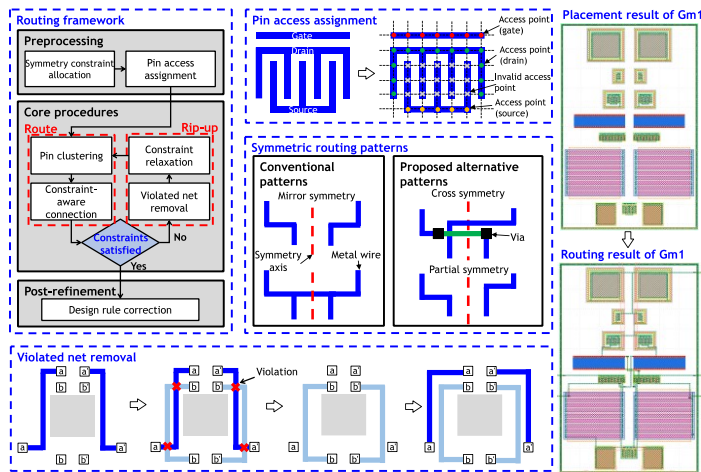 Routing framework
Preprocessing
Symmetry constraint
allocation
Pin access
assignment
Core procedures
Route
Rip-up
Pin clustering
Constraint
relaxation
Constraint-
aware
connection
Violated net
removal
Constraints
satisfied
No
Yes
Post-refinement
Design rule correction
Pin access assignment
Gate
Drain
Source
Access point
(gate)
Access point
(drain)
Invalid access
point
Access point
(source)
Symmetric routing patterns
Conventional
patterns
Mirror symmetry
Symmetry
axis
Metal wire
Proposed alternative
patterns
Cross symmetry
Via
Partial symmetry
Placement result of Gm1
Routing result of Gm1
Violated net removal
a a'
b b'
a a'
b b'
a a'
b b'
a a'
b b'
Violation
a a'
b b'
a a'
b b'
a a'
b b'
a a'
b b'